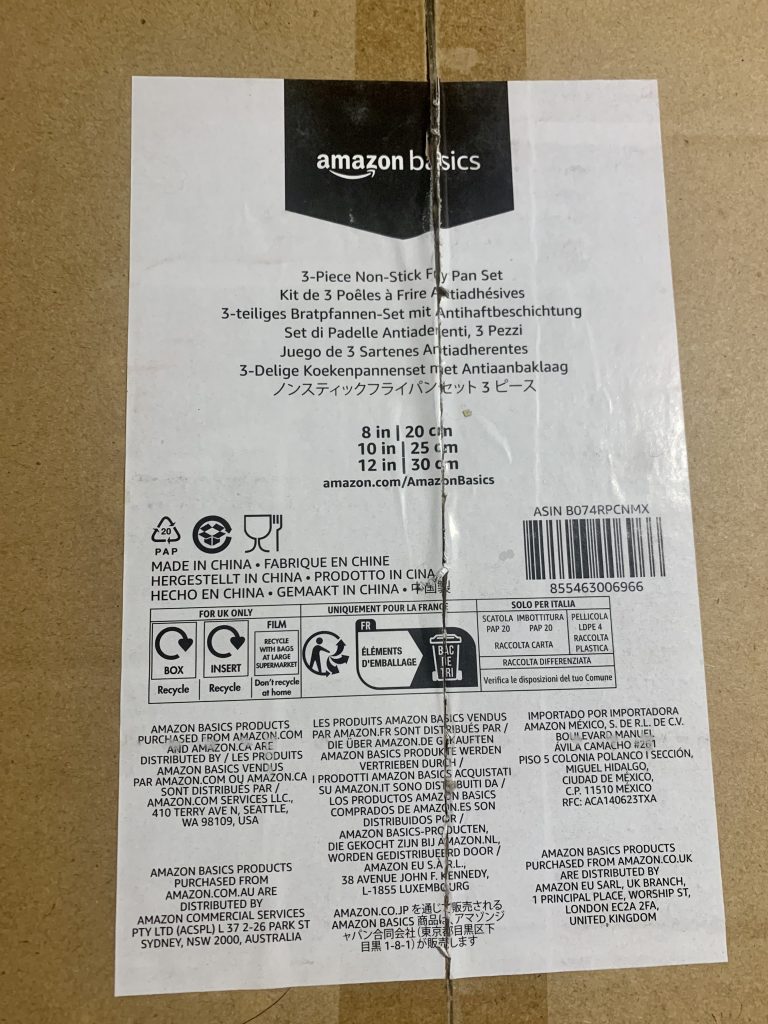 amazon basics
3-Piece Non-Stick Fry Pan Set
Kit de 3 Poêles à Frire Antiadhésives
3-teiliges Bratpfannen-Set mit Antihaftbeschichtung
Set di Padelle Antiaderenti, 3 Pezzi
Juego de 3 Sartenes Antiadherentes
3-Delige Koekenpannenset met Antiaanbaklaag
ノンスティックフライパンセット 3 ピース
8 in | 20 cm
10 in | 25 cm
12 in | 30 cm
amazon.com/AmazonBasics
ASIN B074RPCNMX
855463006966
20
PAP
MADE IN CHINA • FABRIQUE EN CHINE
HERGESTELLT IN CHINA • PRODOTTO IN CINA
HECHO EN CHINA • GEMAAKT IN CHINA • 中国製
FOR UK ONLY
BOX
Recycle
INSERT
Recycle
FILM
RECYCLE
WITH BAGS
AT LARGE
SUPERMARKET
Don't recycle
at home
UNIQUEMENT POUR LA FRANCE
FR
ÉLÉMENTS
D'EMBALLAGE
BAC
DE
TRI
SOLO PER ITALIA
SCATOLA IMBOTTITURA
PAP 20 PAP 20
RACCOLTA CARTA
PELLICOLA
LDPE 4
RACCOLTA
PLASTICA
RACCOLTA DIFFERENZIATA
Verifica le disposizioni del tuo Comune
AMAZON BASICS PRODUCTS
PURCHASED FROM AMAZON.COM
AND AMAZON.CA ARE
DISTRIBUTED BY / LES PRODUITS
AMAZON BASICS VENDUS
PAR AMAZON.COM OU AMAZON.CA
SONT DISTRIBUÉS PAR /
AMAZON.COM SERVICES LLC.,
410 TERRY AVE N, SEATTLE,
WA 98109, USA
AMAZON BASICS PRODUCTS
PURCHASED FROM
AMAZON.COM.AU ARE
DISTRIBUTED BY
AMAZON COMMERCIAL SERVICES
PTY LTD (ACSPL) L 37 2-26 PARK ST
SYDNEY, NSW 2000, AUSTRALIA
LES PRODUITS AMAZON BASICS VENDUS
PAR AMAZON.FR SONT DISTRIBUÉS PAR /
DIE ÜBER AMAZON.DE GEKAUFTEN
AMAZON BASICS PRODUKTE WERDEN
VERTRIEBEN DURCH /
I PRODOTTI AMAZON BASICS ACQUISTATI
SU AMAZON.IT SONO DISTRIBUITI DA /
LOS PRODUCTOS AMAZON BASICS
COMPRADOS DE AMAZON.ES SON
DISTRIBUIDOS POR /
AMAZON BASICS-PRODUCTEN,
DIE GEKOCHT ZIJN BIJ AMAZON.NL,
WORDEN GEDISTRIBUEERD DOOR /
AMAZON EU S.À R.L.,
38 AVENUE JOHN F. KENNEDY,
L-1855 LUXEMBOURG
AMAZON.CO.JP を通じて販売される
AMAZON BASICS 商品は、アマゾンジ
ャパン合同会社（東京都目黒区下
目黒 1-8-1）が販売します
IMPORTADO POR IMPORTADORA
AMAZON MÉXICO, S. DE R.L. DE C.V.
BOULEVARD MANUEL
ÁVILA CAMACHO #261
PISO 5 COLONIA POLANCO I SECCIÓN,
MIGUEL HIDALGO,
CIUDAD DE MÉXICO,
C.P. 11510 MÉXICO
RFC: ACA140623TXA
AMAZON BASICS PRODUCTS
PURCHASED FROM AMAZON.CO.UK
ARE DISTRIBUTED BY
AMAZON EU SARL, UK BRANCH,
1 PRINCIPAL PLACE, WORSHIP ST,
LONDON EC2A 2FA,
UNITED KINGDOM